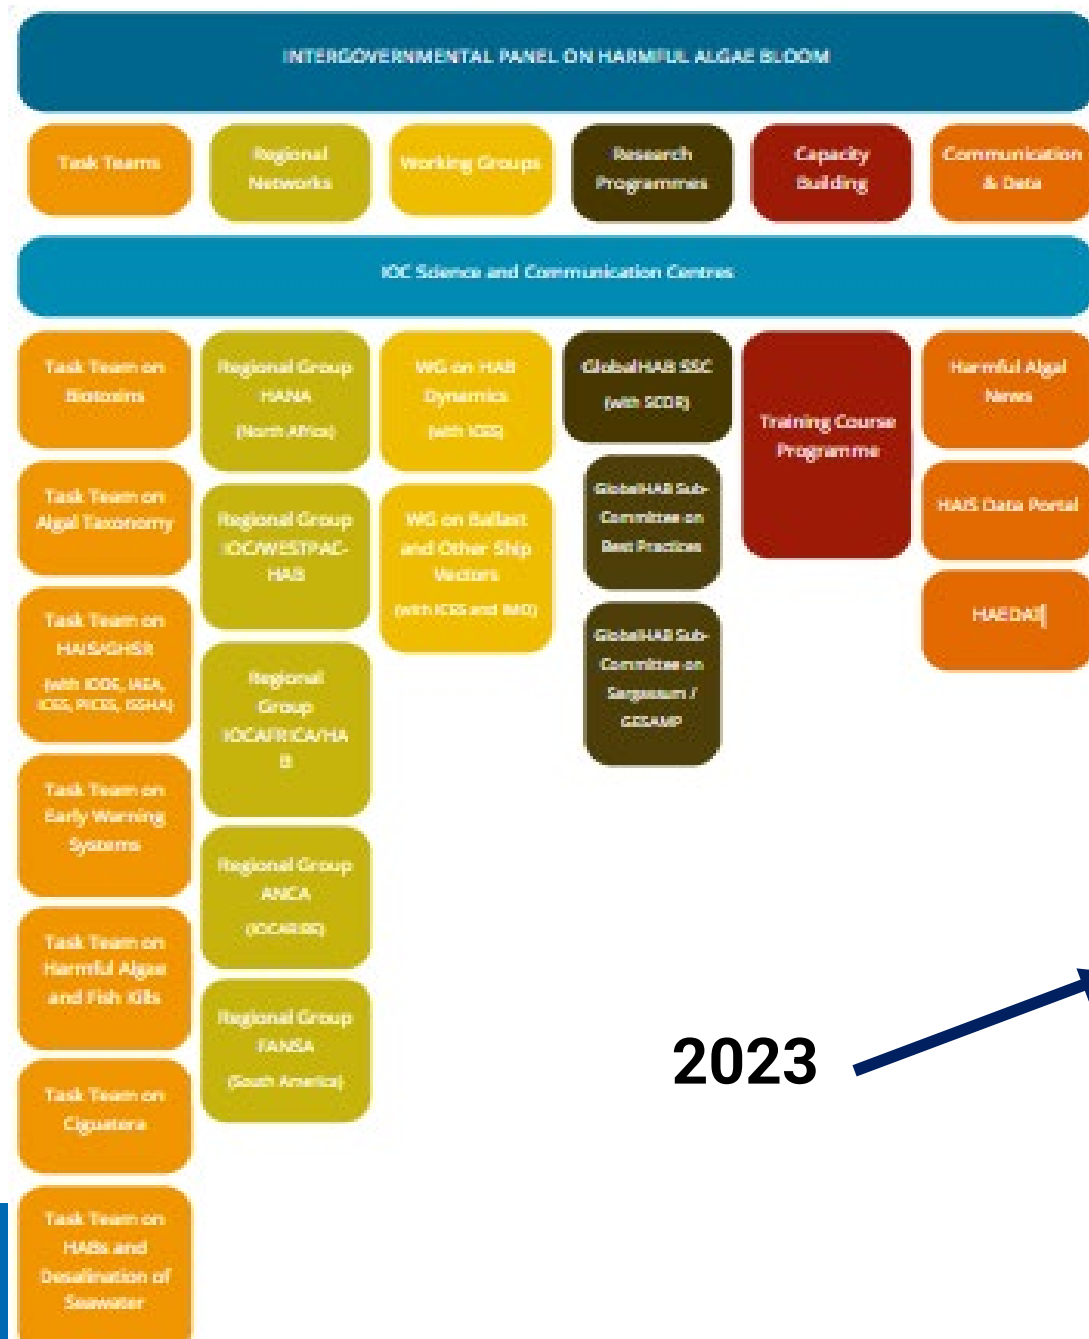 INTERGOVERNMENTAL PANEL ON HARMFUL ALGAE BLOOM
Task Teams
Regional
Networks
Working Groups
Research
Programmes
Capacity
Building
Communication
& Data
IOC Science and Communication Centres
Task Team on
Biotoxins
Task Team on
Algal Taxonomy
Task Team on
HAIS/GHSR
(with IODE, IAEA,
ICES, PICES, ISSHA)
Task Team on
Early Warning
Systems
Task Team on
Harmful Algae
and Fish Kills
Task Team on
Ciguatera
Task Team on
HABs and
Desalination of
Seawater
Regional Group
HANA
(North Africa)
Regional Group
IOC/WESTPAC-
HAB
Regional
Group
IOCAFRICA/HA
B
Regional Group
ANCA
(IOCARIBE)
Regional Group
FANSA
(South America)
WG on HAB
Dynamics
(with ICES)
WG on Ballast
and Other Ship
Vectors
(with ICES and IMO)
GlobalHAB SSC
(with SCOR)
GlobalHAB Sub-
Committee on
Best Practices
GlobalHAB Sub-
Committee on
Sargassum /
GESAMP
Training Course
Programme
Harmful Algal
News
HAIS Data Portal
HAEDAT
2023